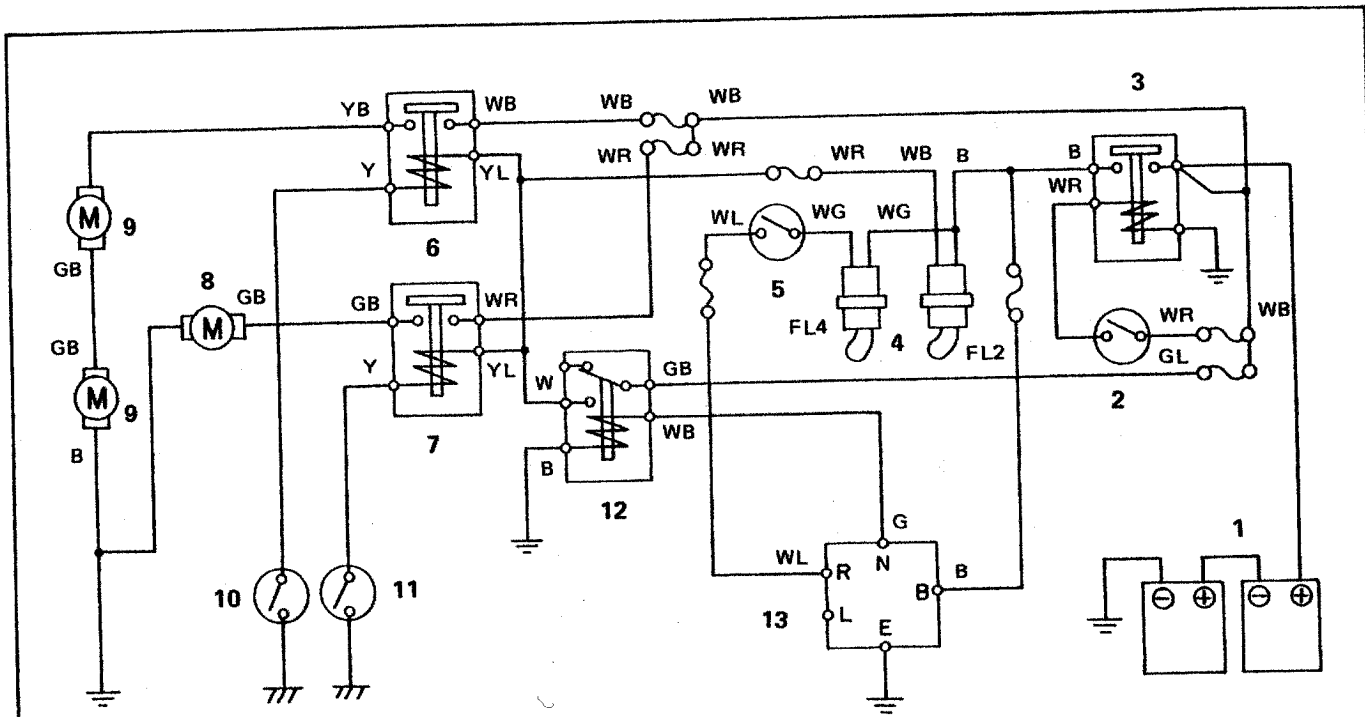 3
YB WB WB WB
WR WR WR WB B B
Y YL WR
WL WG WG
9 6
GB 8 5
GB GB WR FL4 4 FL2 WR WB
GB Y YL GL
M M M
W GB 2
9 7 WB
B B
12 G 1
10 11 WL R N B B
13 L E
− + − +